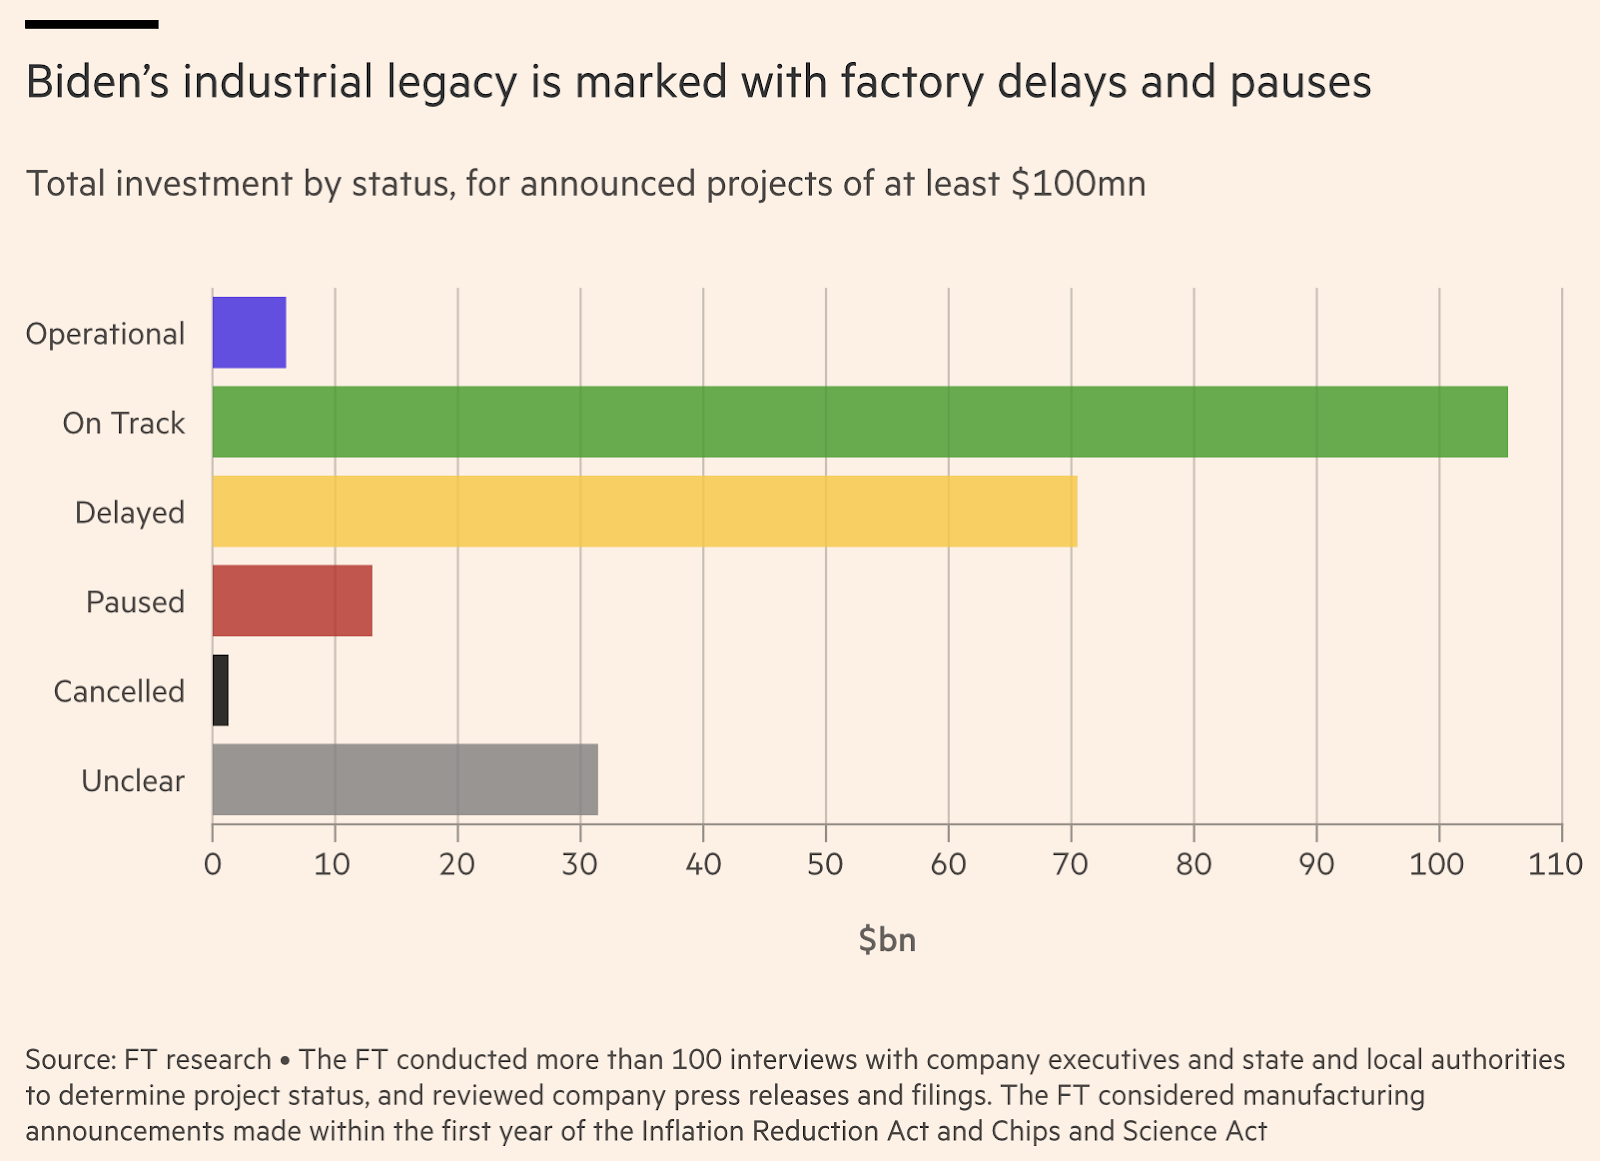 Biden’s industrial legacy is marked with factory delays and pauses
Total investment by status, for announced projects of at least $100mn
Operational
On Track
Delayed
Paused
Cancelled
Unclear
0 10 20 30 40 50 60 70 80 90 100 110
$bn
Source: FT research • The FT conducted more than 100 interviews with company executives and state and local authorities
to determine project status, and reviewed company press releases and filings. The FT considered manufacturing
announcements made within the first year of the Inflation Reduction Act and Chips and Science Act